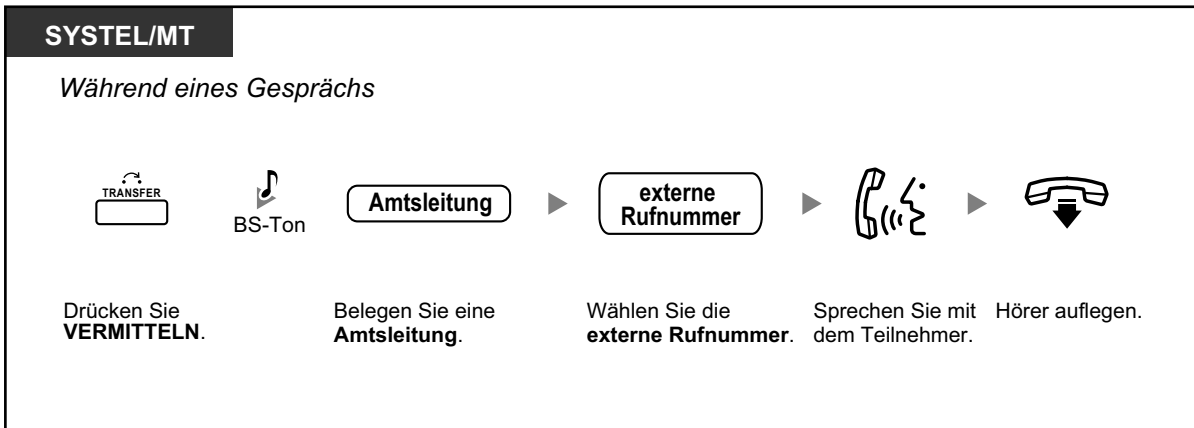 SYSTEL/MT
Während eines Gesprächs
TRANSFER
BS-Ton
Amtsleitung
externe
Rufnummer
Drücken Sie
VERMITTELN.
Belegen Sie eine
Amtsleitung.
Wählen Sie die
externe Rufnummer.
Sprechen Sie mit
dem Teilnehmer.
Hörer auflegen.